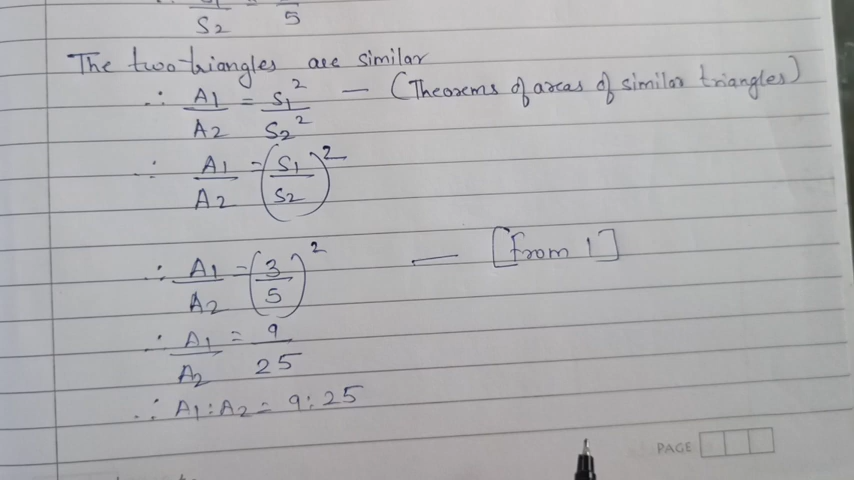 S2 5
The two triangles are similar
∴ A1/A2 = S1²/S2² — (Theorems of areas of similar triangles)
∴ A1/A2 = (S1/S2)²
∴ A1/A2 = (3/5)² — [From 1]
∴ A1/A2 = 9/25
∴ A1:A2 = 9:25
PAGE